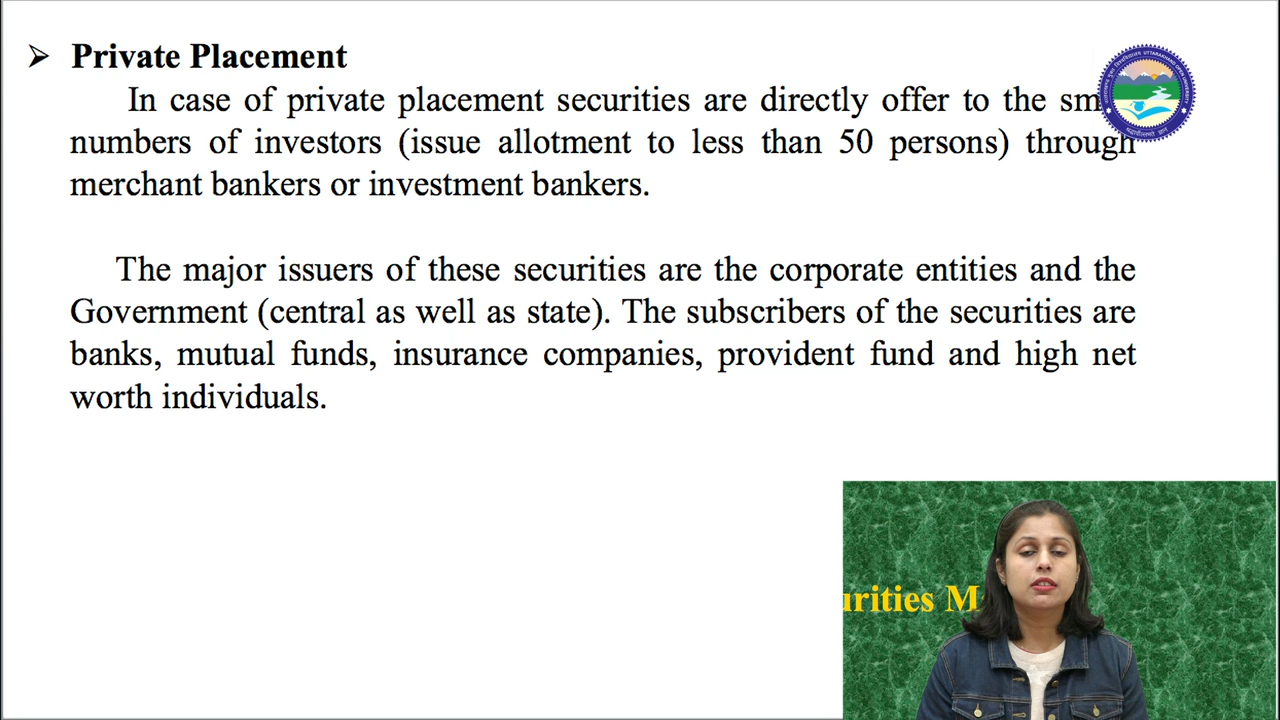 ➢ Private Placement
In case of private placement securities are directly offer to the
numbers of investors (issue allotment to less than 50 persons) through
merchant bankers or investment bankers.
The major issuers of these securities are the corporate entities and the
Government (central as well as state). The subscribers of the securities are
banks, mutual funds, insurance companies, provident fund and high net
worth individuals.
UTTARAKHAND OPEN UNIVERSITY
urities M